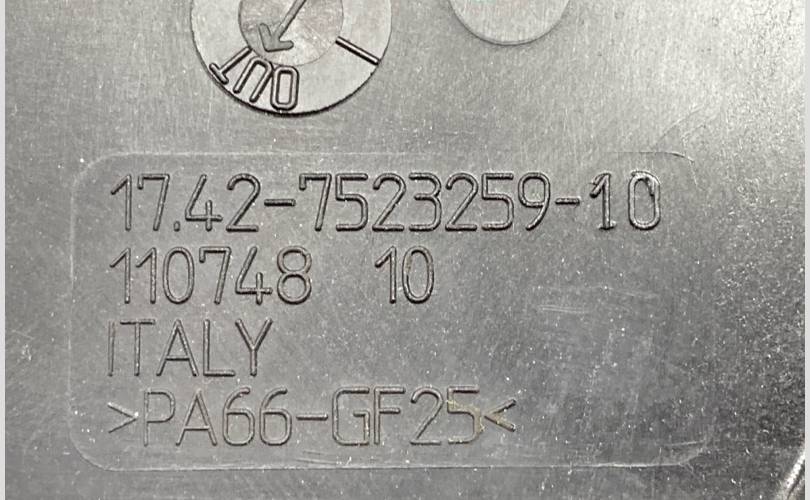 OUT
17.42-7523259-10
110748 10
ITALY
>PA66-GF25<